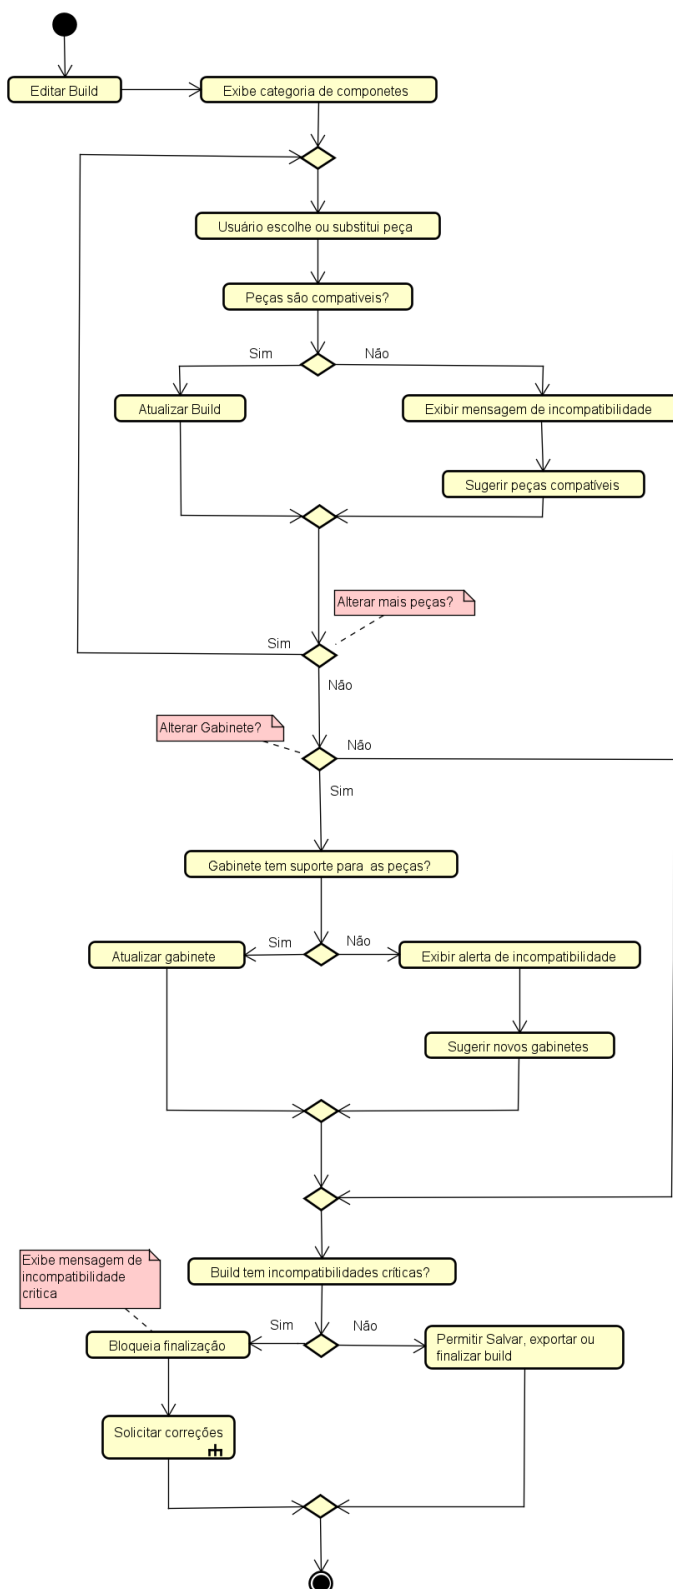 Editar Build
Exibe categoria de componetes
Usuário escolhe ou substitui peça
Peças são compativeis?
Sim
Não
Atualizar Build
Exibir mensagem de incompatibilidade
Sugerir peças compatíveis
Alterar mais peças?
Sim
Não
Alterar Gabinete?
Não
Sim
Gabinete tem suporte para  as peças?
Sim
Não
Atualizar gabinete
Exibir alerta de incompatibilidade
Sugerir novos gabinetes
Exibe mensagem de
incompatibilidade
critica
Build tem incompatibilidades críticas?
Sim
Não
Bloqueia finalização
Permitir Salvar, exportar ou
finalizar build
Solicitar correções